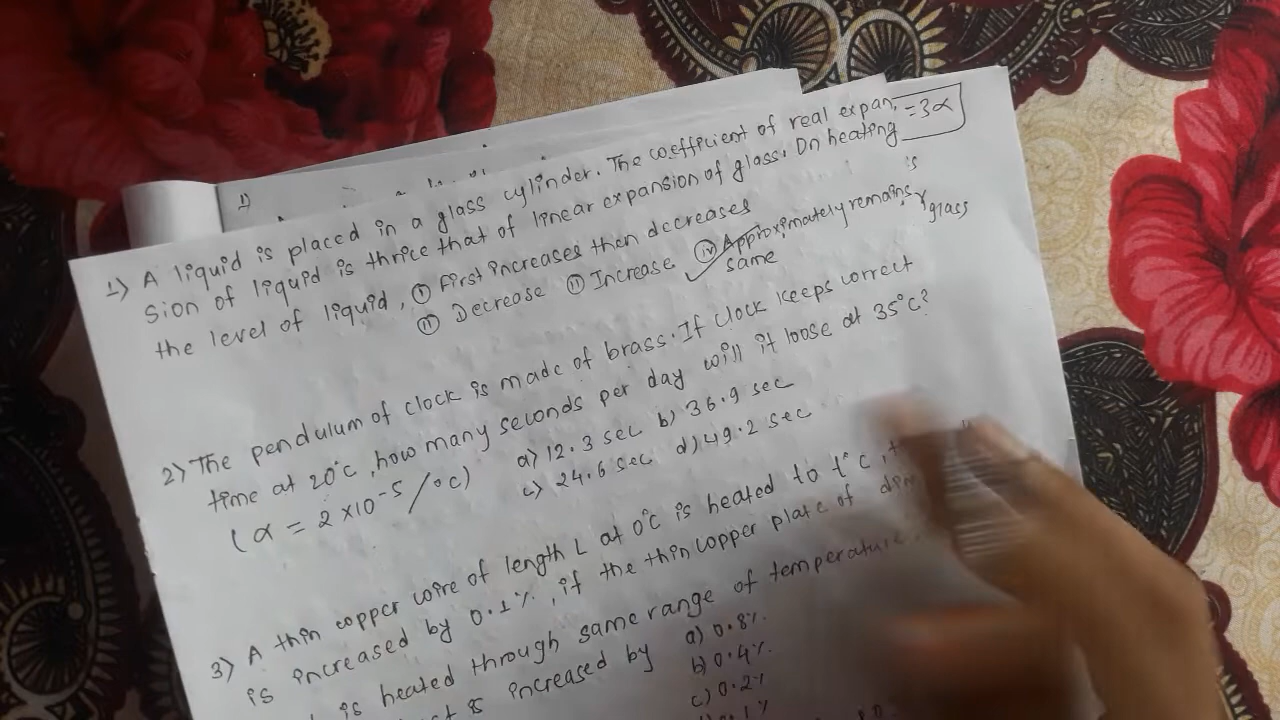 1)
1) A liquid is placed in a glass cylinder. The coefficient of real expan- =3α
sion of liquid is thrice that of linear expansion of glass. On heating is
the level of liquid, (i) First increases then decreases γ glass
(ii) Decrease (ii) Increase (iv) Approximately remains
same
2) The pendulum of clock is made of brass. If clock keeps correct
time at 20°C, how many seconds per day will it loose at 35°C?
(α = 2 × 10⁻⁵ /°C) a) 12.3 sec b) 36.9 sec
c) 24.6 sec d) 49.2 sec
3) A thin copper wire of length L at 0°C is heated to t°C,
is increased by 0.1%, if the thin copper plate of
is heated through same range of temperature
is increased by a) 0.8%.
b) 0.4%.
c) 0.2%